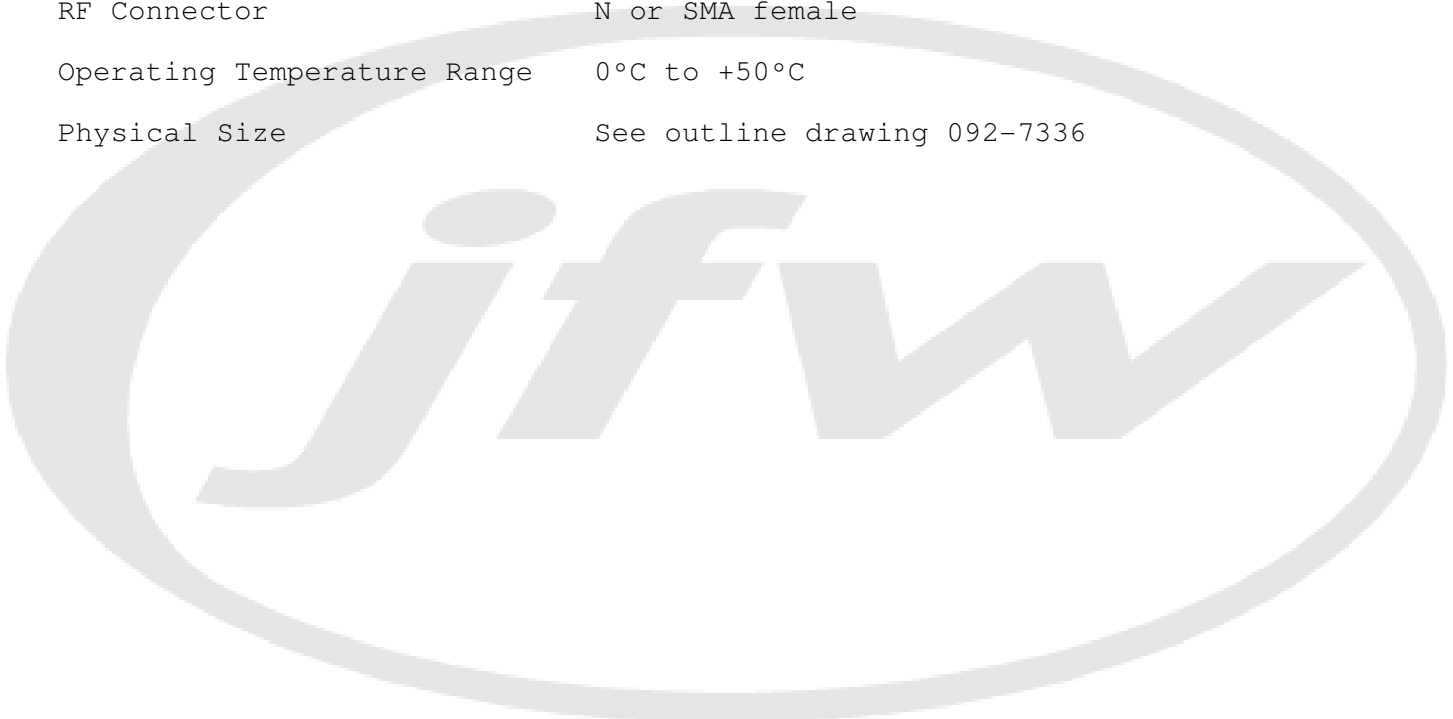 RF Connector N or SMA female
Operating Temperature Range 0°C to +50°C
Physical Size See outline drawing 092-7336
jfw